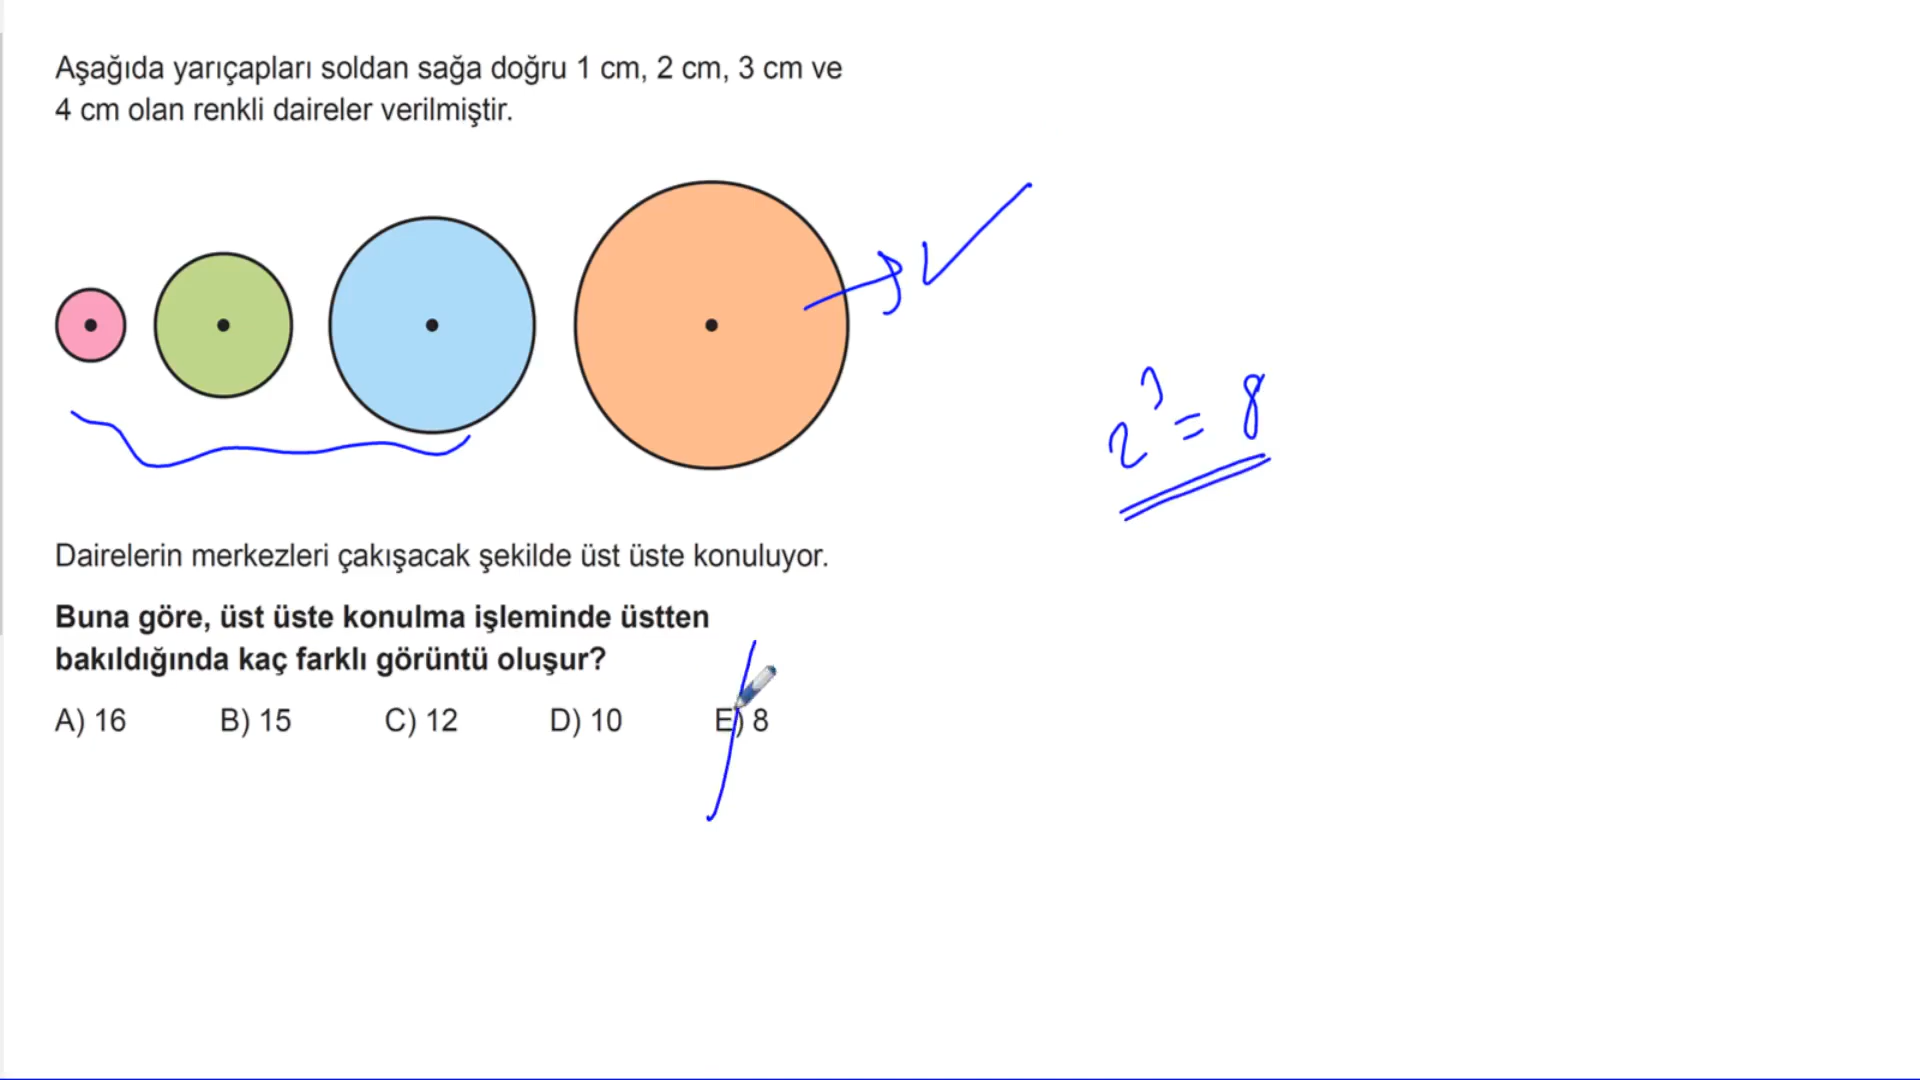 Aşağıda yarıçapları soldan sağa doğru 1 cm, 2 cm, 3 cm ve
4 cm olan renkli daireler verilmiştir.
2³ = 8
Dairelerin merkezleri çakışacak şekilde üst üste konuluyor.
Buna göre, üst üste konulma işleminde üstten
bakıldığında kaç farklı görüntü oluşur?
A) 16 B) 15 C) 12 D) 10 E) 8